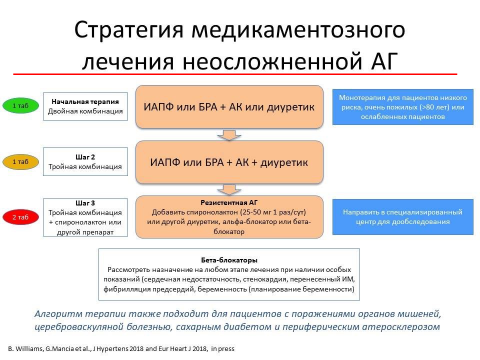 Стратегия медикаментозного
лечения неосложненной АГ
1 таб
Начальная терапия
Двойная комбинация
ИАПФ или БРА + АК или диуретик
Монотерапия для пациентов низкого
риска, очень пожилых (>80 лет) или
ослабленных пациентов
1 таб
Шаг 2
Тройная комбинация
ИАПФ или БРА + АК + диуретик
2 таб
Шаг 3
Тройная комбинация
+ спиронолактон или
другой препарат
Резистентная АГ
Добавить спиронолактон (25-50 мг 1 раз/сут)
или другой диуретик, альфа-блокатор или бета-
блокатор
Направить в специализированный
центр для дообследования
Бета-блокаторы
Рассмотреть назначение на любом этапе лечения при наличии особых
показаний (сердечная недостаточность, стенокардия, перенесенный ИМ,
фибрилляция предсердий, беременность (планирование беременности)
Алгоритм терапии также подходит для пациентов с поражениями органов мишеней,
цереброваскуляной болезнью, сахарным диабетом и периферическим атеросклерозом
B. Williams, G.Mancia et al., J Hypertens 2018 and Eur Heart J 2018, in press